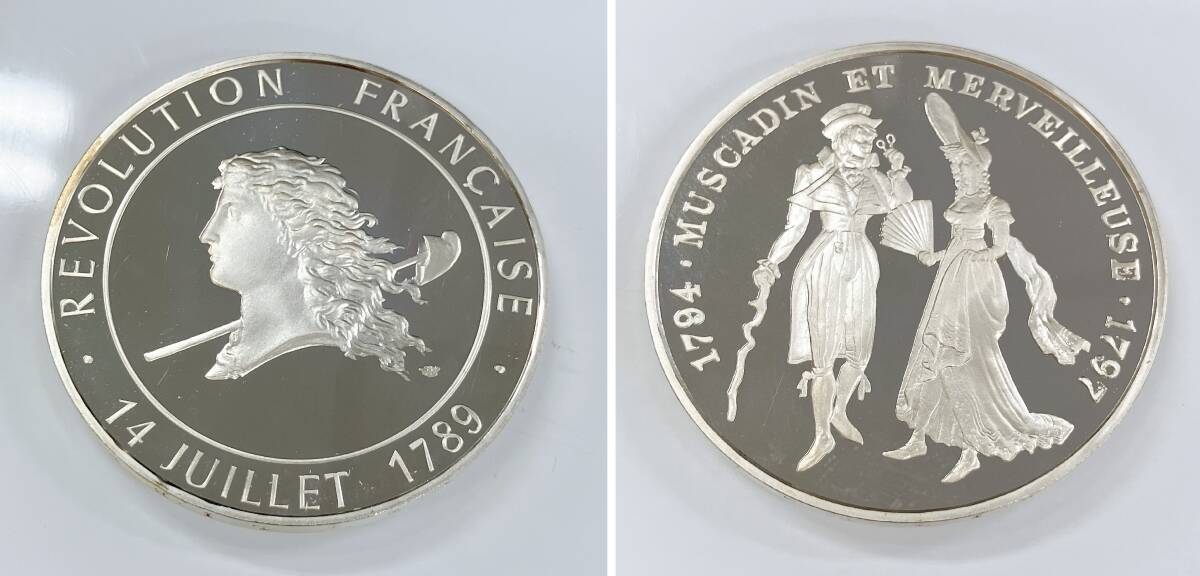 REVOLUTION FRANÇAISE
• 14 JUILLET 1789 •
1794 · MUSCADIN ET MERVEILLEUSE · 1797